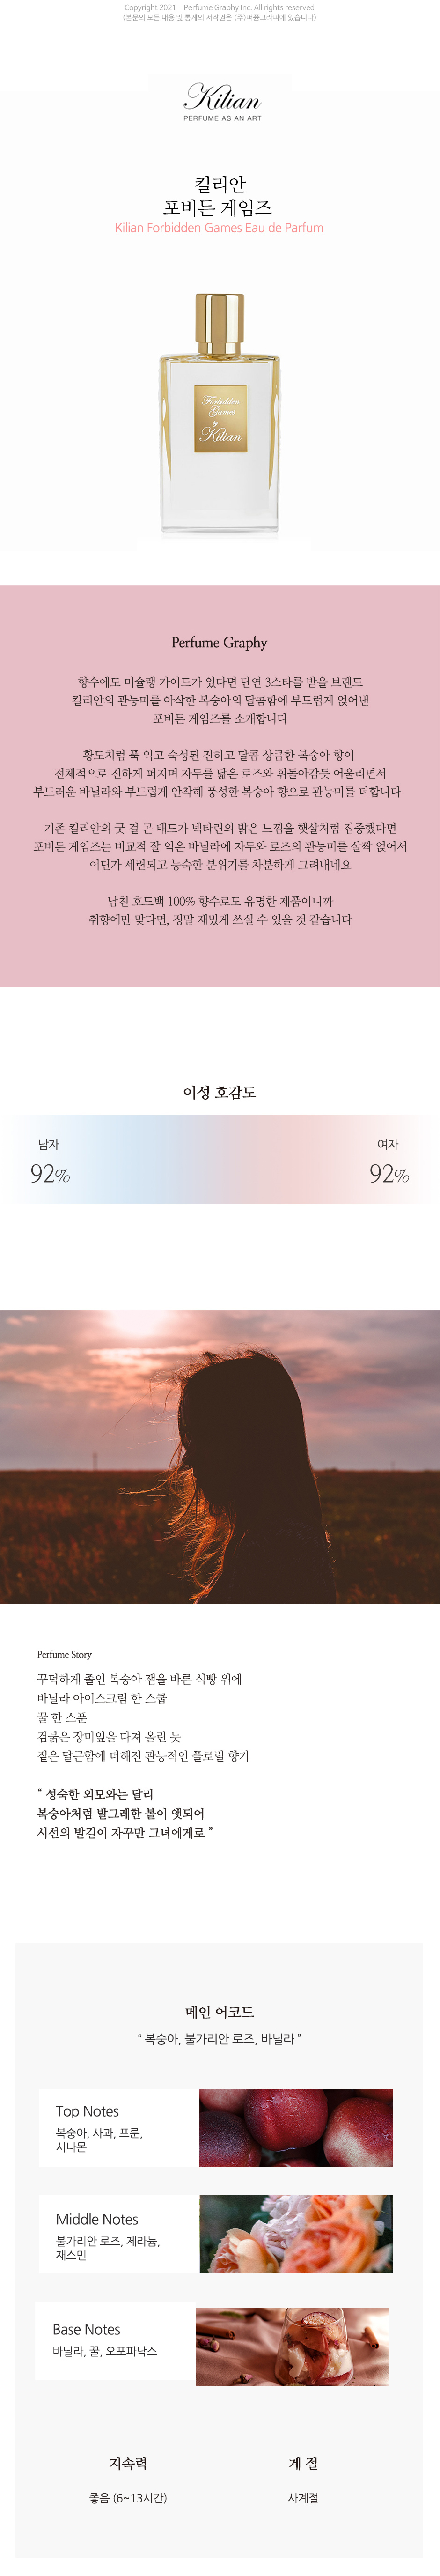 Copyright 2021 - Perfume Graphy Inc. All rights reserved
(본문의 모든 내용 및 통계의 저작권은 (주)퍼퓸그라피에 있습니다)
Kilian
PERFUME AS AN ART
킬리안
포비든 게임즈
Kilian Forbidden Games Eau de Parfum
Forbidden
Games
by
Kilian
Perfume Graphy
향수에도 미슐랭 가이드가 있다면 단연 3스타를 받을 브랜드
킬리안의 관능미를 아삭한 복숭아의 달콤함에 부드럽게 얹어낸
포비든 게임즈를 소개합니다
황도처럼 푹 익고 숙성된 진하고 달콤 상큼한 복숭아 향이
전체적으로 진하게 퍼지며 자두를 닮은 로즈와 휘돌아감듯 어울리면서
부드러운 바닐라와 부드럽게 안착해 풍성한 복숭아 향으로 관능미를 더합니다
기존 킬리안의 굿 걸 곤 배드가 넥타린의 밝은 느낌을 햇살처럼 집중했다면
포비든 게임즈는 비교적 잘 익은 바닐라에 자두와 로즈의 관능미를 살짝 얹어서
어딘가 세련되고 능숙한 분위기를 차분하게 그려내네요
남친 호드백 100% 향수로도 유명한 제품이니까
취향에만 맞다면, 정말 재밌게 쓰실 수 있을 것 같습니다
이성 호감도
남자
여자
92%
92%
Perfume Story
꾸덕하게 졸인 복숭아 잼을 바른 식빵 위에
바닐라 아이스크림 한 스쿱
꿀 한 스푼
검붉은 장미잎을 다져 올린 듯
짙은 달큰함에 더해진 관능적인 플로럴 향기
“ 성숙한 외모와는 달리
복숭아처럼 발그레한 볼이 앳되어
시선의 발길이 자꾸만 그녀에게로 ”
메인 어코드
“ 복숭아, 불가리안 로즈, 바닐라 ”
Top Notes
복숭아, 사과, 프룬,
시나몬
Middle Notes
불가리안 로즈, 제라늄,
재스민
Base Notes
바닐라, 꿀, 오포파낙스
지속력
계 절
좋음 (6~13시간)
사계절